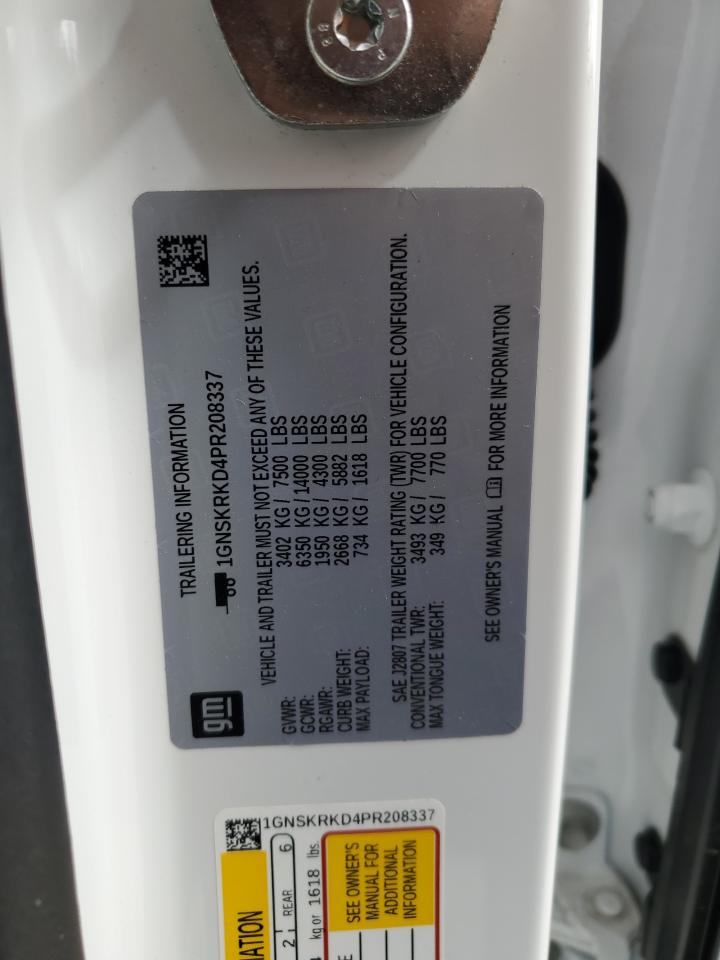 TRAILERING INFORMATION
1GNSKRKD4PR208337
gm
VEHICLE AND TRAILER MUST NOT EXCEED ANY OF THESE VALUES.
GVWR: 3402 KG / 7500 LBS
GCWR: 6350 KG / 14000 LBS
RGAWR: 1950 KG / 4300 LBS
CURB WEIGHT: 2668 KG / 5882 LBS
MAX PAYLOAD: 734 KG / 1618 LBS
SAE J2807 TRAILER WEIGHT RATING (TWR) FOR VEHICLE CONFIGURATION.
CONVENTIONAL TWR: 3493 KG / 7700 LBS
MAX TONGUE WEIGHT: 349 KG / 770 LBS
SEE OWNER'S MANUAL FOR MORE INFORMATION
1GNSKRKD4PR208337
2 REAR 6
kg or 1618 lbs.
SEE OWNER'S
MANUAL FOR
ADDITIONAL
INFORMATION